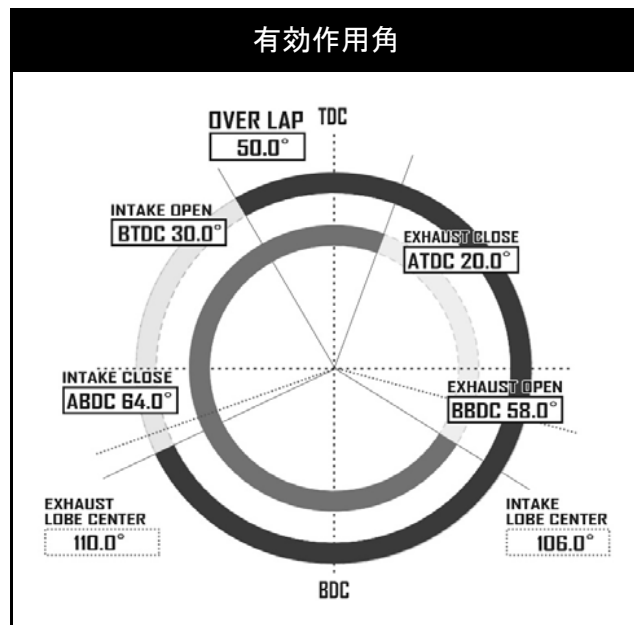 有効作用角
OVER LAP
50.0°
TDC
INTAKE OPEN
BTDC 30.0°
EXHAUST CLOSE
ATDC 20.0°
INTAKE CLOSE
ABDC 64.0°
EXHAUST OPEN
BBDC 58.0°
EXHAUST
LOBE CENTER
110.0°
INTAKE
LOBE CENTER
106.0°
BDC